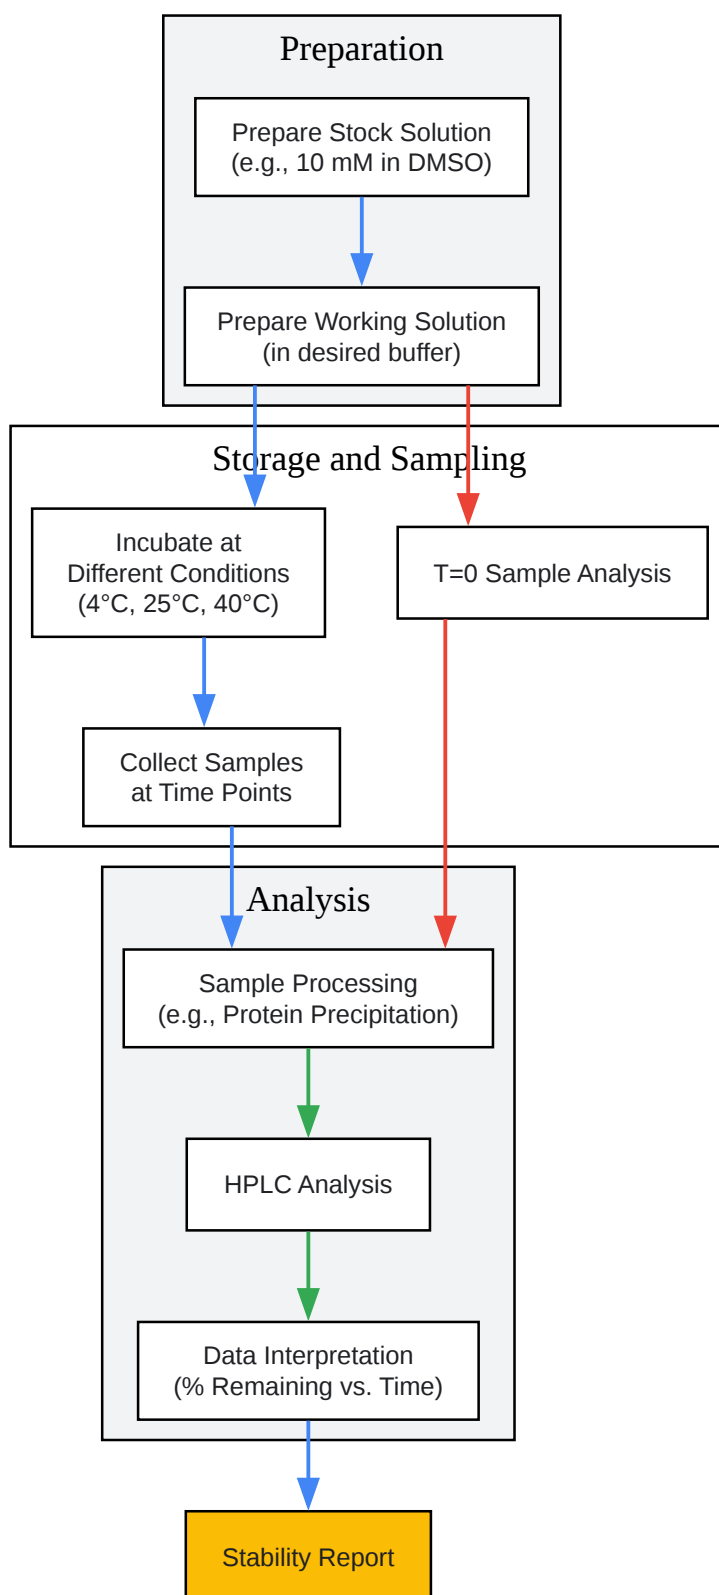 Preparation
Prepare Stock Solution
(e.g., 10 mM in DMSO)
Prepare Working Solution
(in desired buffer)
Storage and Sampling
Incubate at
Different Conditions
(4°C, 25°C, 40°C)
T=0 Sample Analysis
Collect Samples
at Time Points
Analysis
Sample Processing
(e.g., Protein Precipitation)
HPLC Analysis
Data Interpretation
(% Remaining vs. Time)
Stability Report